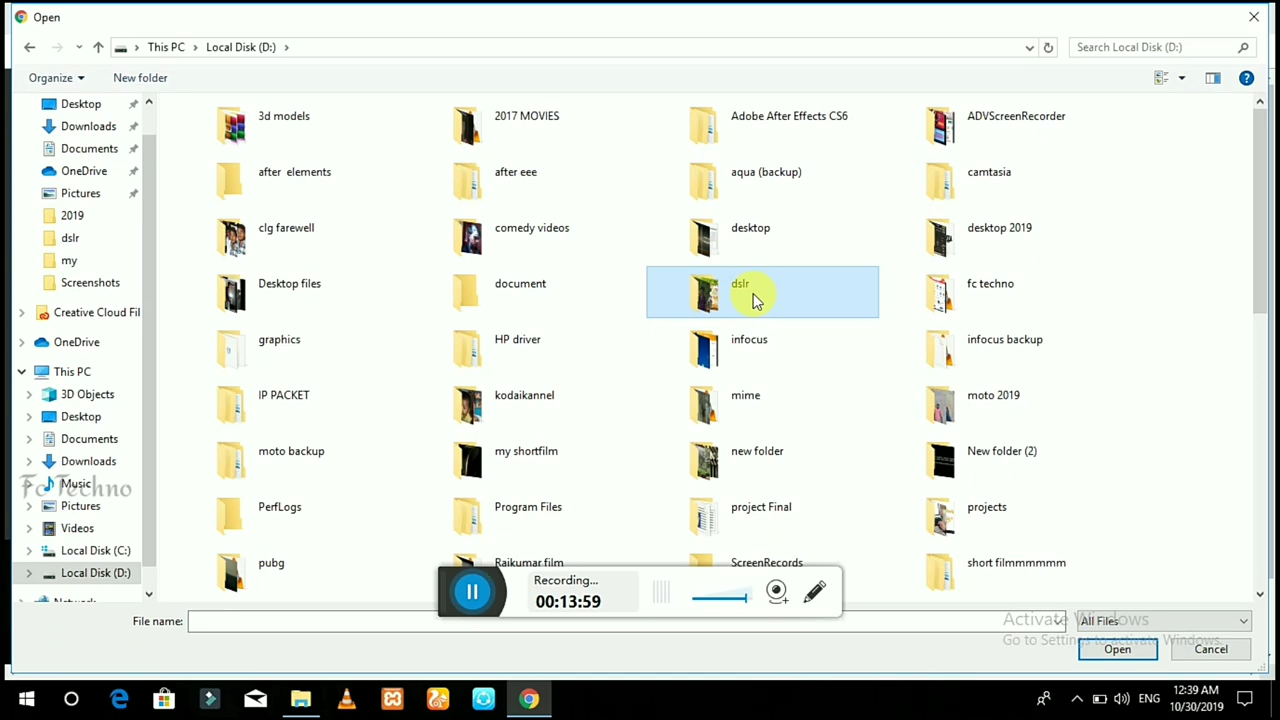 Open
This PC
Local Disk (D:)
Search Local Disk (D:)
Organize
New folder
Desktop
Downloads
Documents
OneDrive
Pictures
2019
dslr
my
Screenshots
Creative Cloud Fil
OneDrive
This PC
3D Objects
Desktop
Documents
Downloads
Music
Pictures
Videos
Local Disk (C:)
Local Disk (D:)
Fc Techno
3d models
2017 MOVIES
Adobe After Effects CS6
ADVScreenRecorder
after elements
after eee
aqua (backup)
camtasia
clg farewell
comedy videos
desktop
desktop 2019
Desktop files
document
dslr
fc techno
graphics
HP driver
infocus
infocus backup
IP PACKET
kodaikannel
mime
moto 2019
moto backup
my shortfilm
new folder
New folder (2)
PerfLogs
Program Files
project Final
projects
pubg
Rajkumar film
ScreenRecords
short filmmmmmm
Recording...
00:13:59
File name:
All Files
Activate Windows
Go to Settings to activate Windows.
Open
Cancel
ENG
12:39 AM
10/30/2019